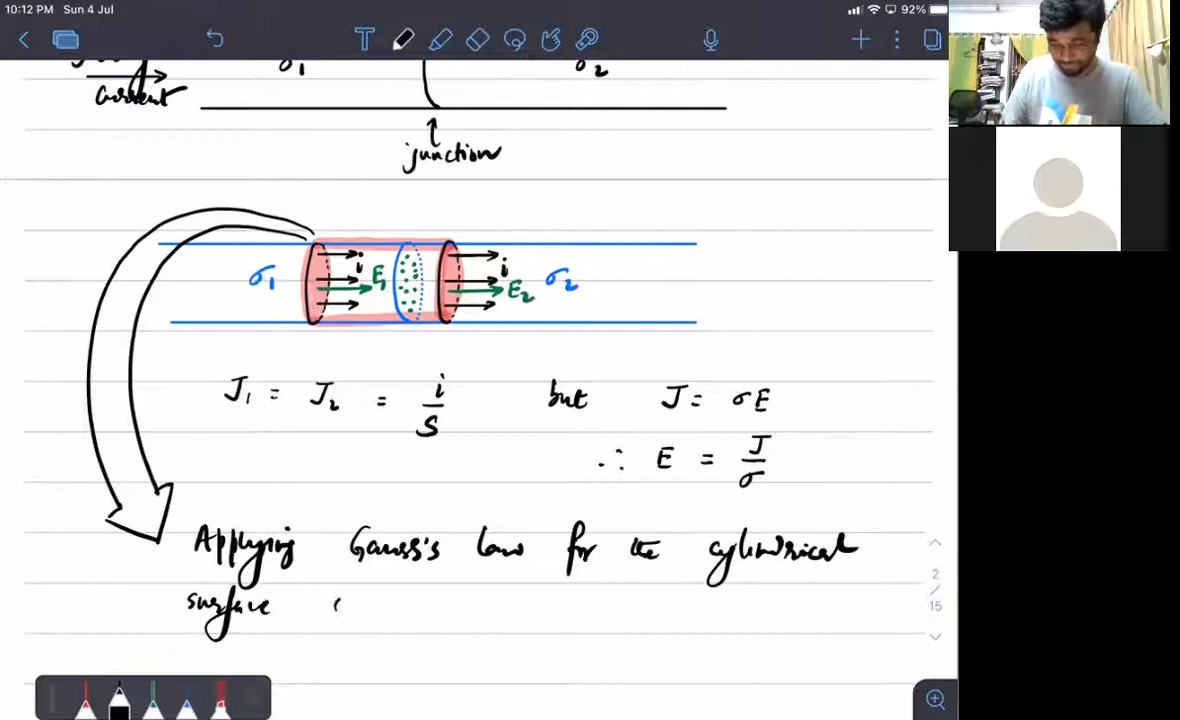 10:12 PM Sun 4 Jul
92%
T
σ1 σ2
current
junction
σ1 i E1 i E2 σ2
J1 = J2 = i/S but J = σE
∴ E = J/σ
Applying Gauss's law for the cylindrical
surface
2
15